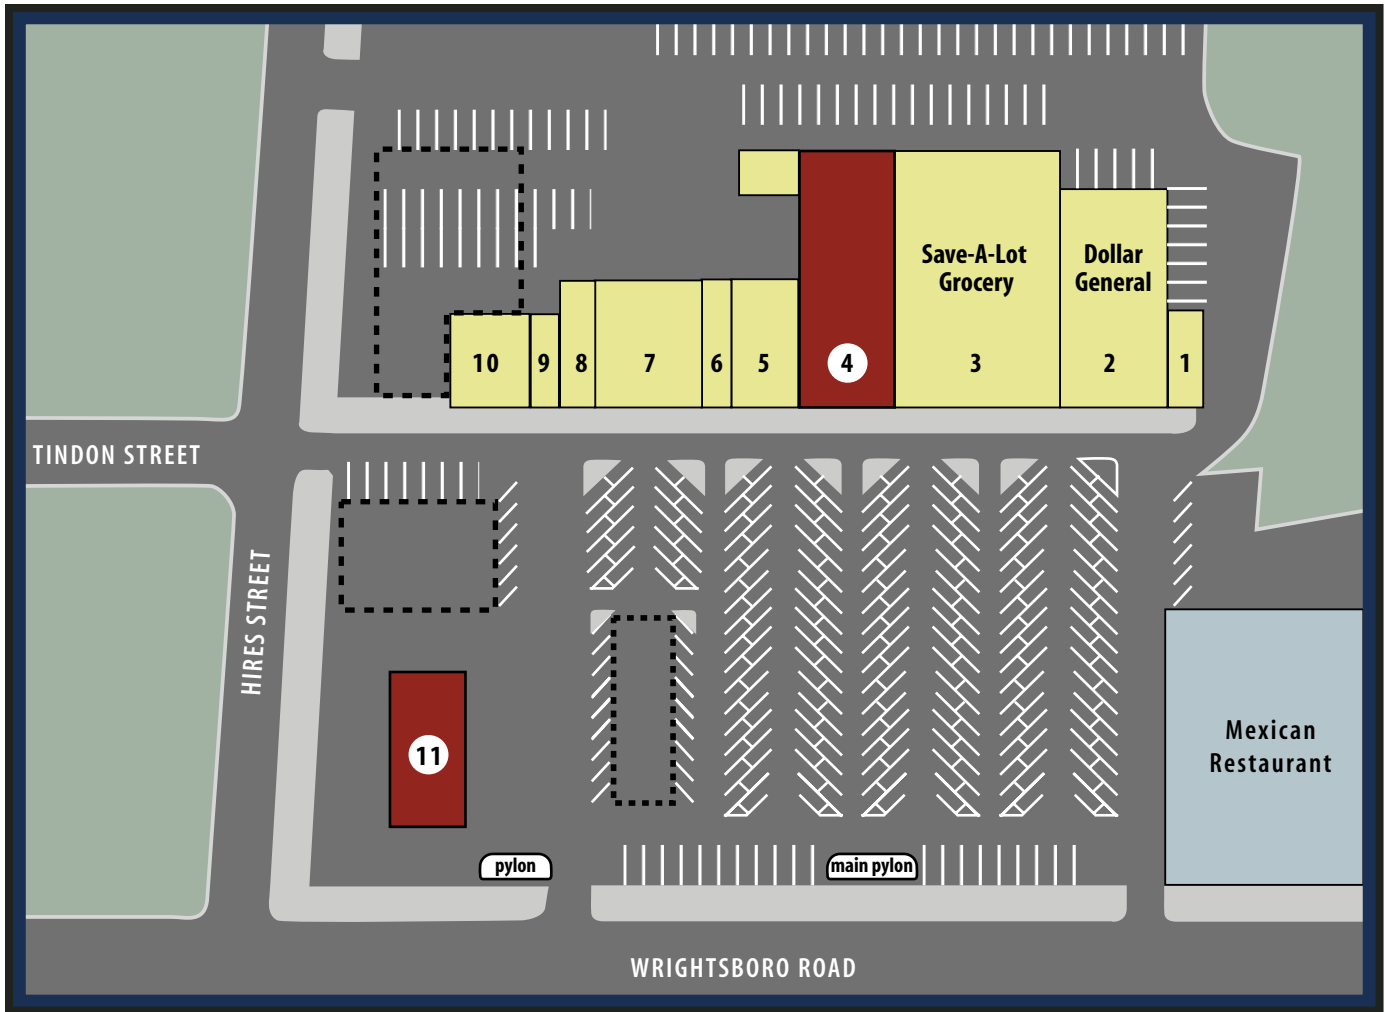 Save-A-Lot
Grocery
Dollar
General
10
9
8
7
6
5
4
3
2
1
TINDON STREET
HIRES STREET
11
Mexican
Restaurant
pylon
main pylon
WRIGHTSBORO ROAD